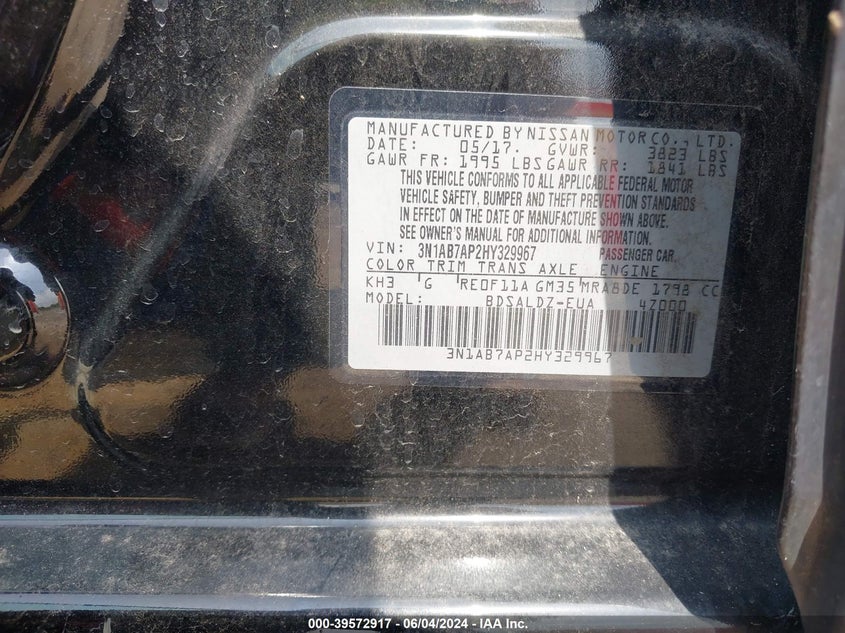 MANUFACTURED BY NISSAN MOTOR CO., LTD.
DATE: 05/17. GVWR: 3823 LBS
GAWR FR: 1995 LBS GAWR RR: 1841 LBS
THIS VEHICLE CONFORMS TO ALL APPLICABLE FEDERAL MOTOR
VEHICLE SAFETY, BUMPER AND THEFT PREVENTION STANDARDS
IN EFFECT ON THE DATE OF MANUFACTURE SHOWN ABOVE.
SEE OWNER'S MANUAL FOR ADDITIONAL INFORMATION.
VIN: 3N1AB7AP2HY329967 PASSENGER CAR.
COLOR TRIM TRANS AXLE ENGINE
KH3 G RE0F11A GM35 MRA8DE 1798 CC
MODEL: BDSALDZ-EUA 4Z000
3N1AB7AP2HY329967
000-39572917 - 06/04/2024 - IAA Inc.